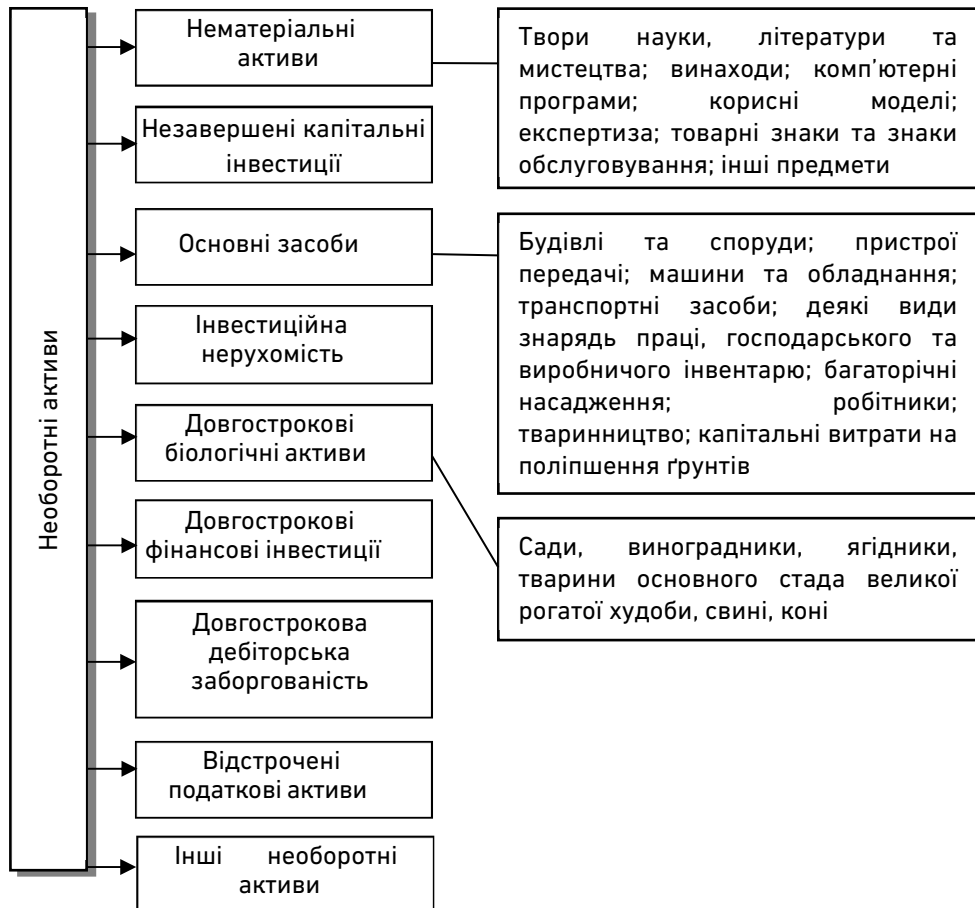 Необоротні активи
Нематеріальні
активи
Твори науки, літератури та
мистецтва; винаходи; комп’ютерні
програми; корисні моделі;
експертиза; товарні знаки та знаки
обслуговування; інші предмети
Незавершені капітальні
інвестиції
Основні засоби
Будівлі та споруди; пристрої
передачі; машини та обладнання;
транспортні засоби; деякі види
знарядь праці, господарського та
виробничого інвентарю; багаторічні
насадження; робітники;
тваринництво; капітальні витрати на
поліпшення ґрунтів
Інвестиційна
нерухомість
Довгострокові
біологічні активи
Сади, виноградники, ягідники,
тварини основного стада великої
рогатої худоби, свині, коні
Довгострокові
фінансові інвестиції
Довгострокова
дебіторська
заборгованість
Відстрочені
податкові активи
Інші необоротні
активи